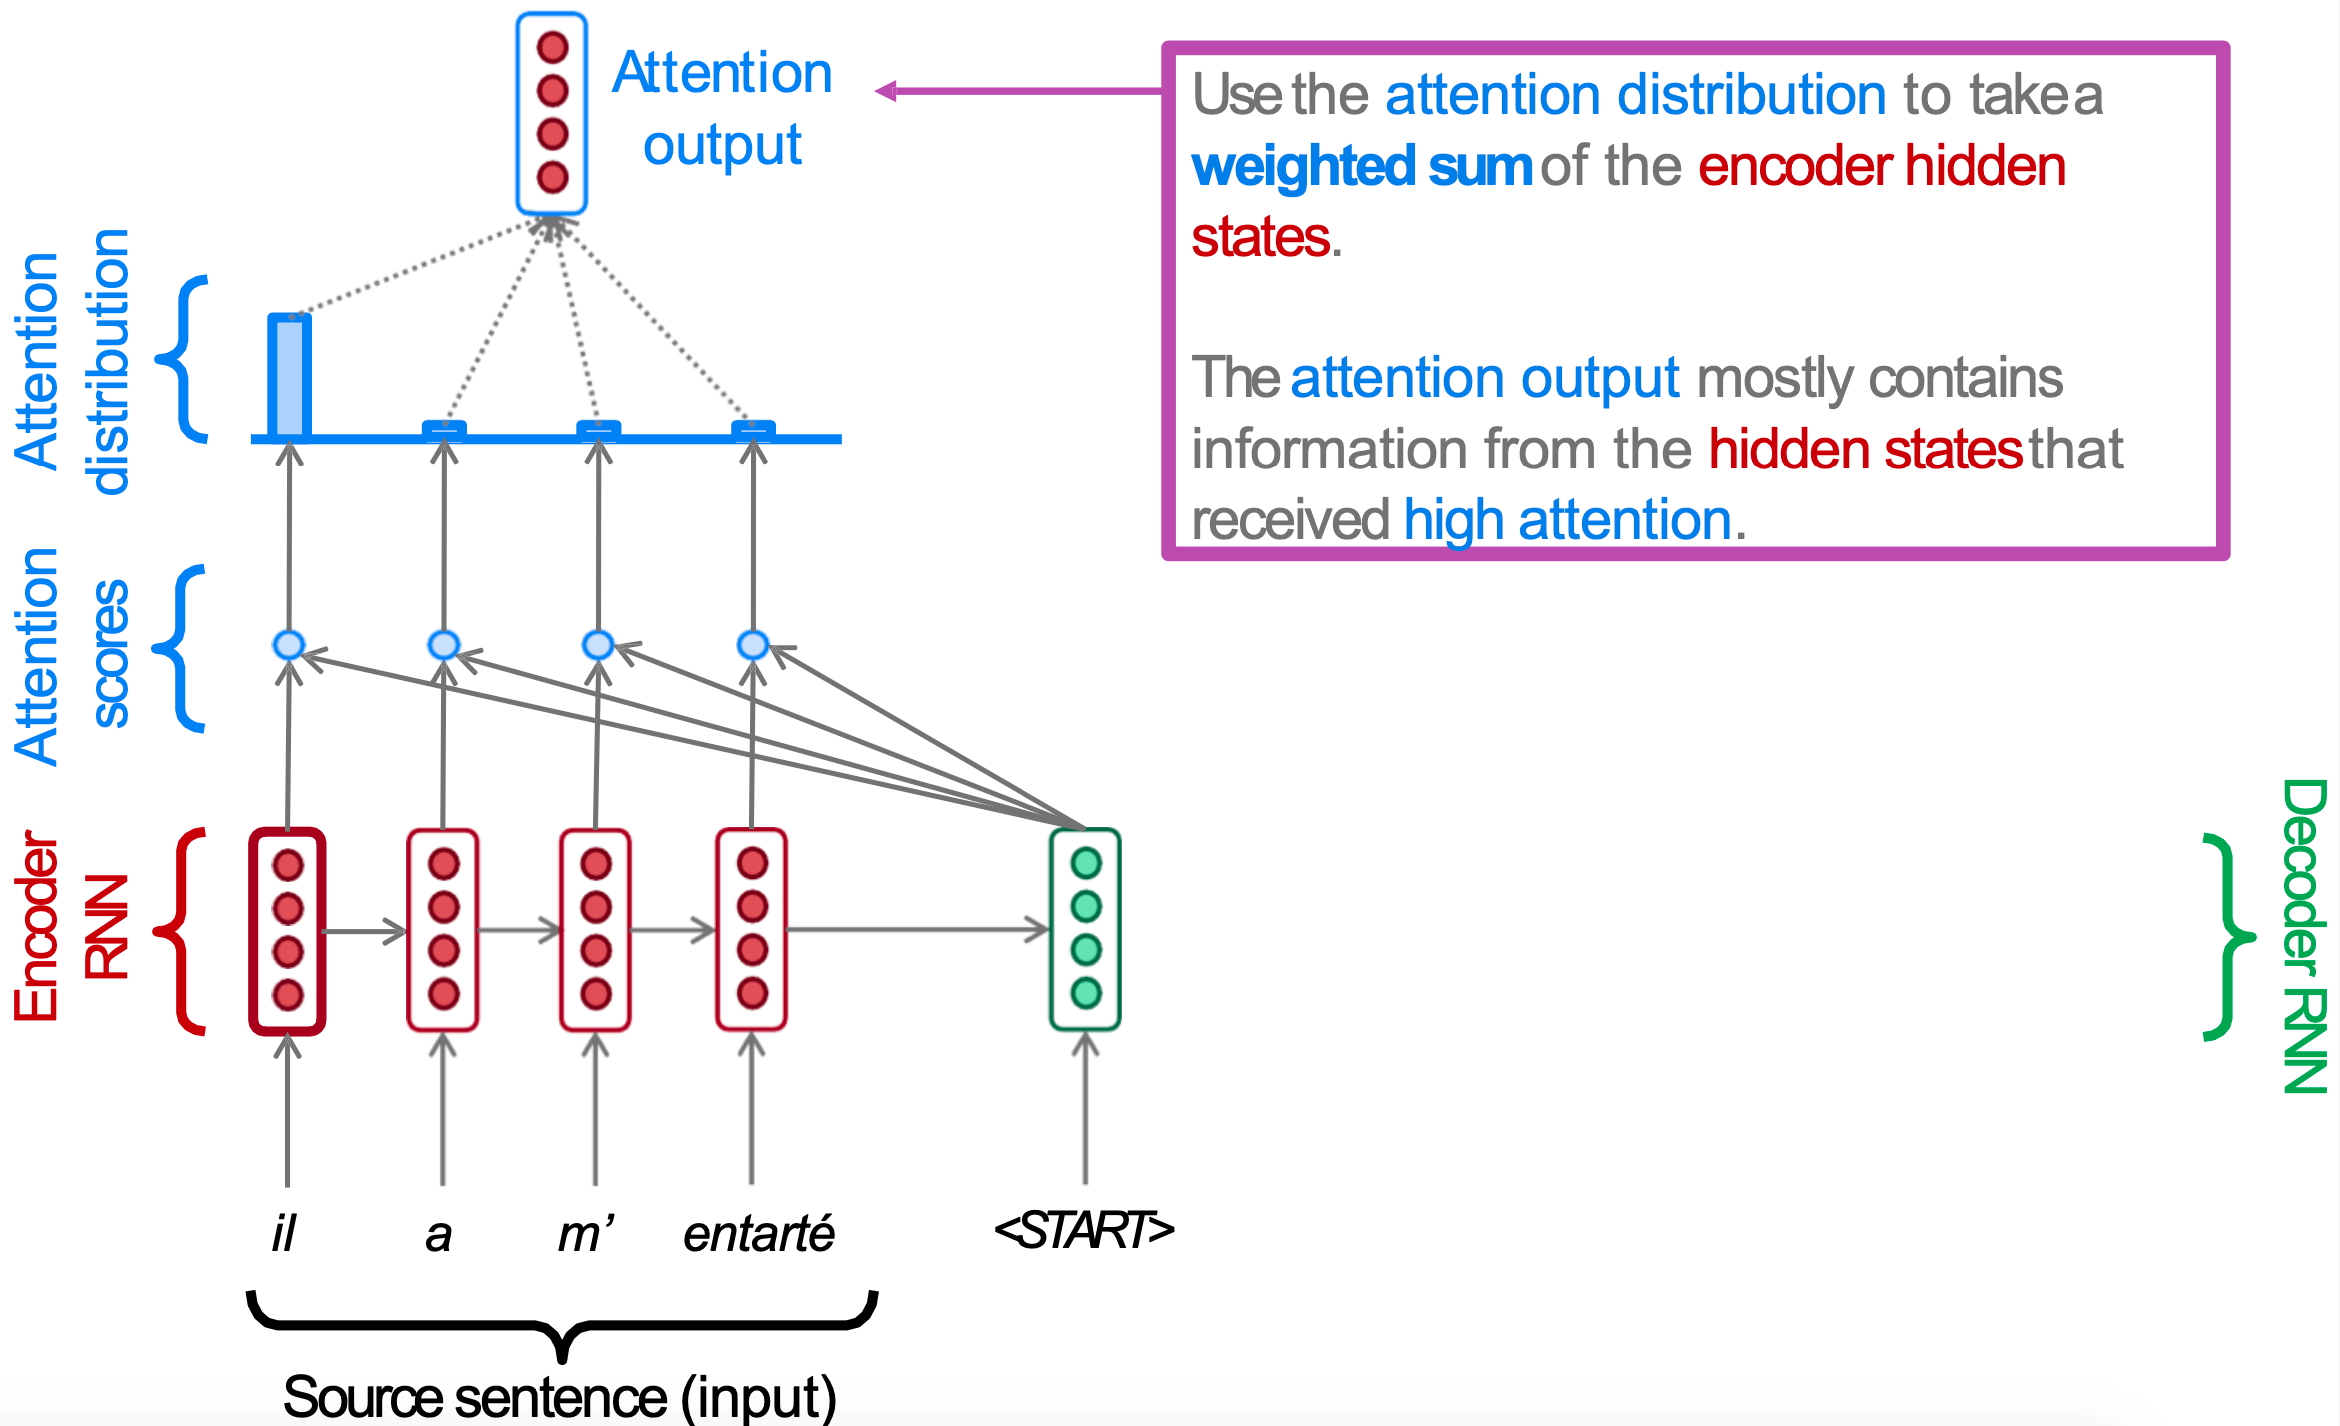 Attention
output
Use the attention distribution to take a
weighted sum of the encoder hidden
states.
The attention output mostly contains
information from the hidden states that
received high attention.
Attention
distribution
Attention
scores
Encoder
RNN
Decoder RNN
il a m’ entarté <START>
Source sentence (input)